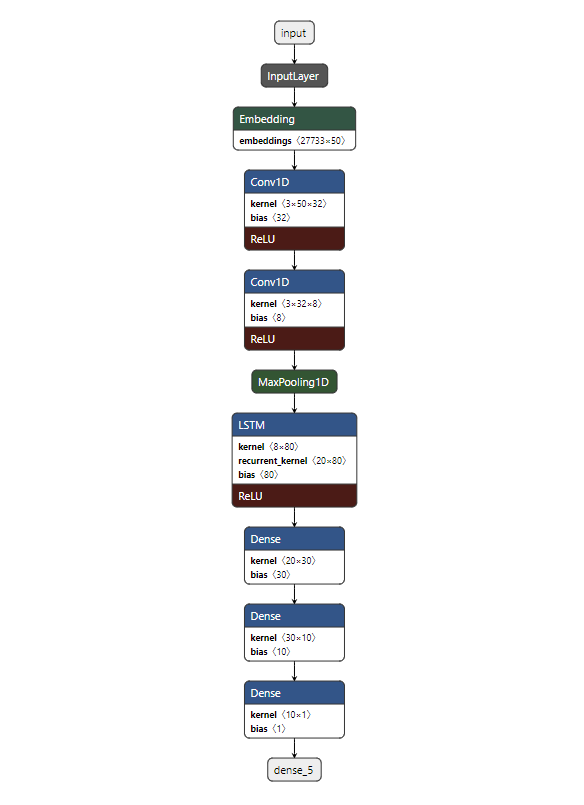 input
InputLayer
Embedding
embeddings 〈27733×50〉
Conv1D
kernel 〈3×50×32〉
bias 〈32〉
ReLU
Conv1D
kernel 〈3×32×8〉
bias 〈8〉
ReLU
MaxPooling1D
LSTM
kernel 〈8×80〉
recurrent_kernel 〈20×80〉
bias 〈80〉
ReLU
Dense
kernel 〈20×30〉
bias 〈30〉
Dense
kernel 〈30×10〉
bias 〈10〉
Dense
kernel 〈10×1〉
bias 〈1〉
dense_5